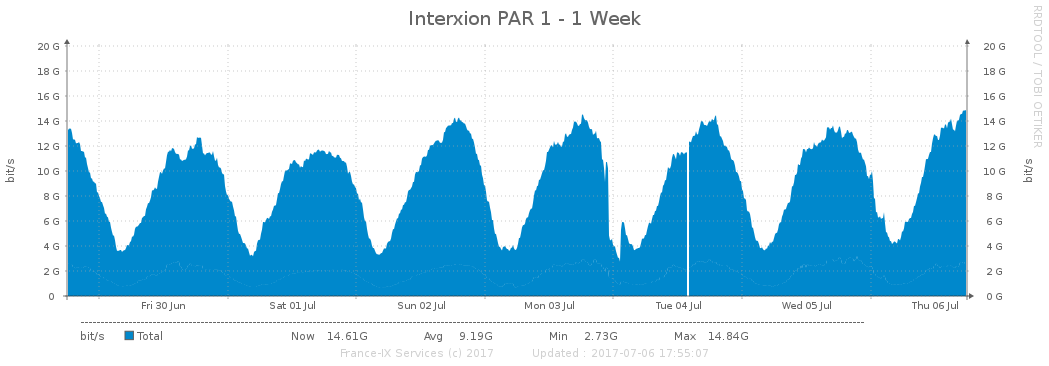 Interxion PAR 1 - 1 Week
RRDTOOL / TOBI OETIKER
20 G 20 G
18 G 18 G
16 G 16 G
14 G 14 G
12 G 12 G
10 G 10 G
8 G 8 G
6 G 6 G
4 G 4 G
2 G 2 G
0 0 G
bit/s
bit/s
Fri 30 Jun Sat 01 Jul Sun 02 Jul Mon 03 Jul Tue 04 Jul Wed 05 Jul Thu 06 Jul
bit/s Total Now 14.61G Avg 9.19G Min 2.73G Max 14.84G
France-IX Services (c) 2017 Updated : 2017-07-06 17:55:07